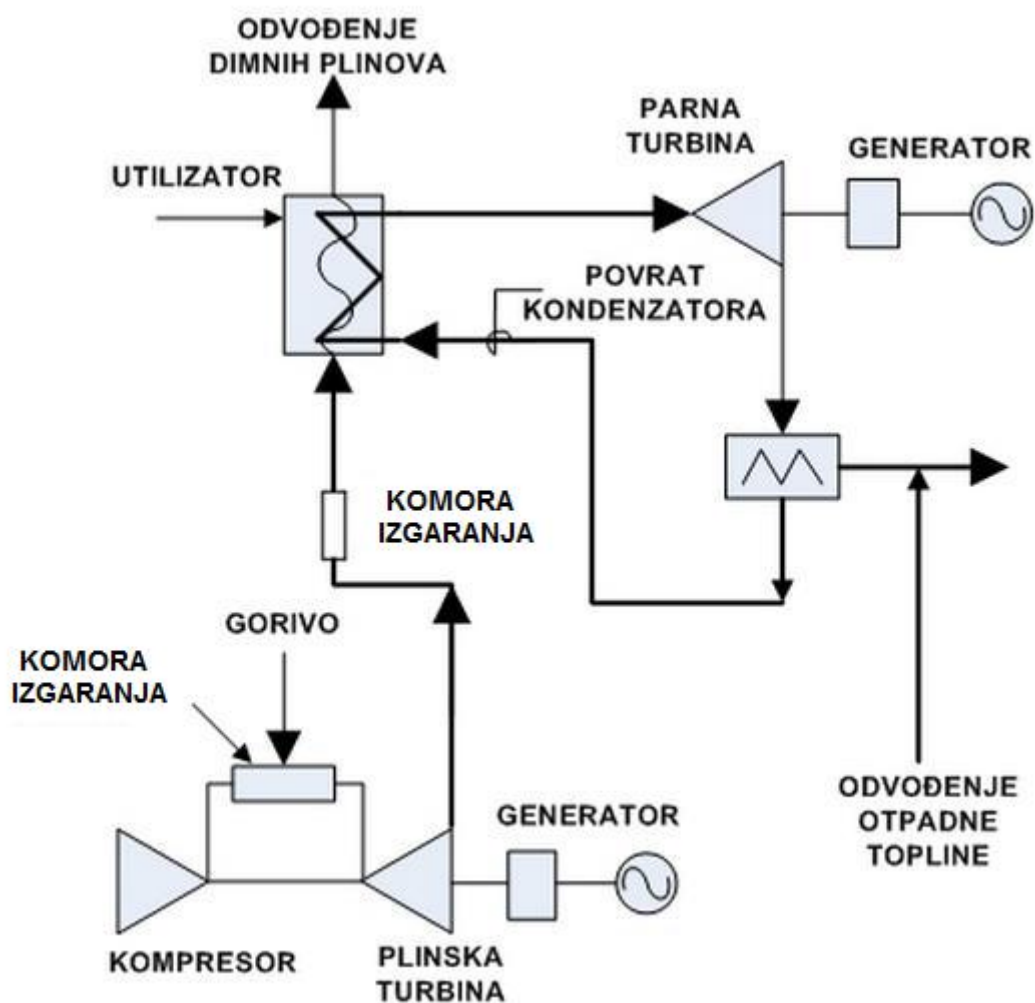 ODVOĐENJE
DIMNIH PLINOVA
PARNA
TURBINA
GENERATOR
UTILIZATOR
POVRAT
KONDENZATORA
KOMORA
IZGARANJA
GORIVO
KOMORA
IZGARANJA
ODVOĐENJE
OTPADNE
TOPLINE
GENERATOR
KOMPRESOR
PLINSKA
TURBINA